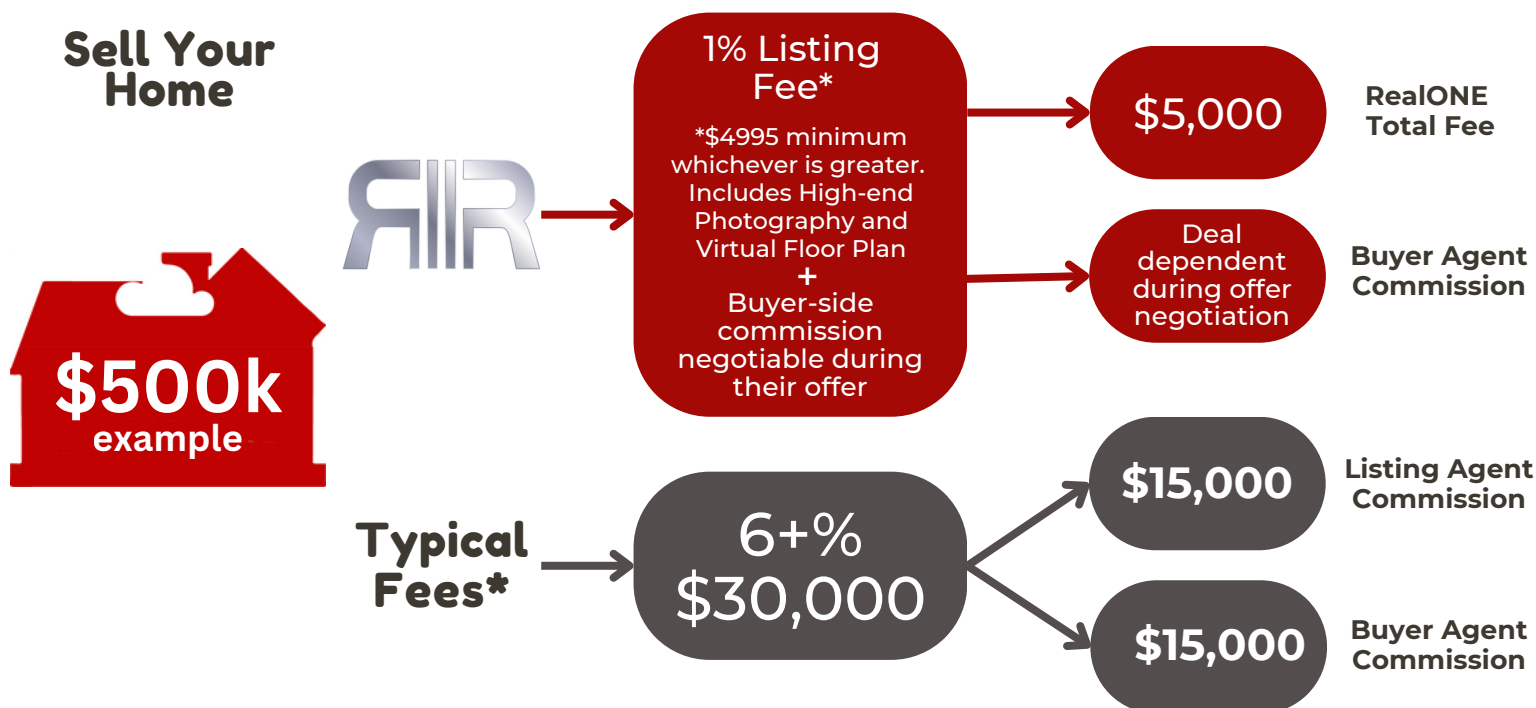 Sell Your
Home
$500k
example
1% Listing
Fee*
*$4995 minimum
whichever is greater.
Includes High-end
Photography and
Virtual Floor Plan
+
Buyer-side
commission
negotiable during
their offer
$5,000
RealONE
Total Fee
Deal
dependent
during offer
negotiation
Buyer Agent
Commission
Typical
Fees*
6+%
$30,000
$15,000
Listing Agent
Commission
$15,000
Buyer Agent
Commission